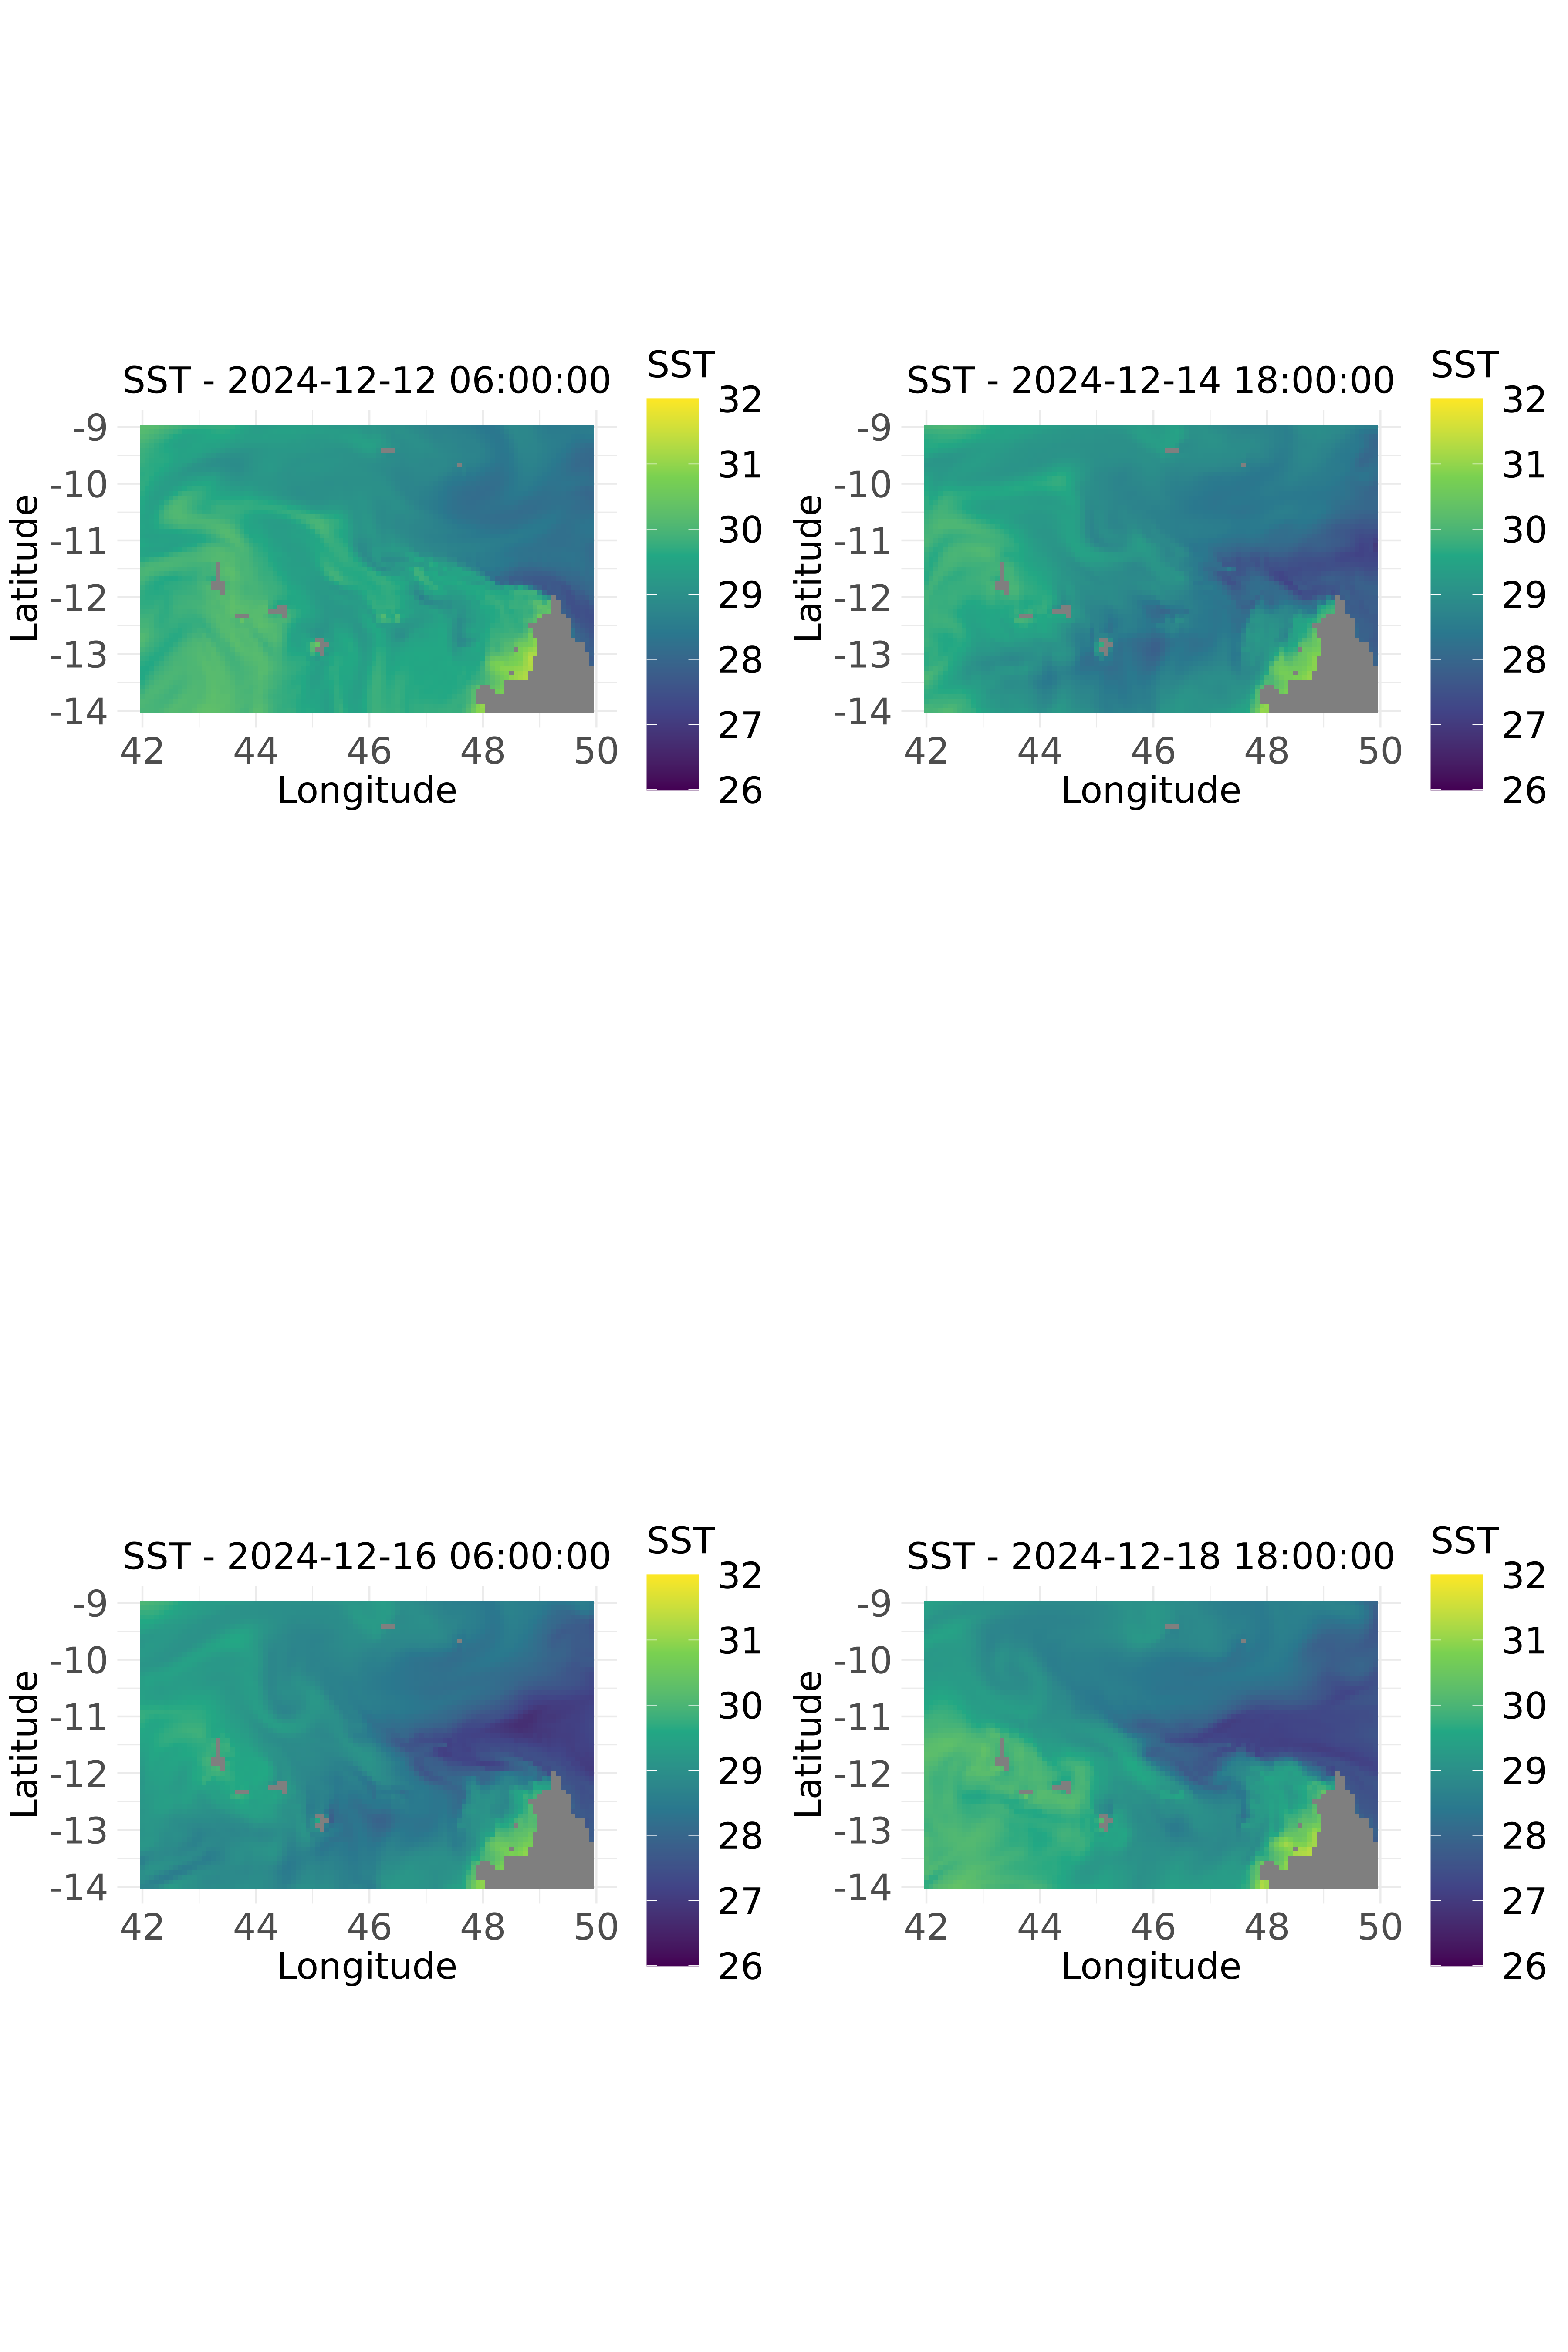 SST - 2024-12-12 06:00:00
SST
32
31
30
29
28
27
26
Latitude
-9
-10
-11
-12
-13
-14
42 44 46 48 50
Longitude
SST - 2024-12-14 18:00:00
SST
32
31
30
29
28
27
26
Latitude
-9
-10
-11
-12
-13
-14
42 44 46 48 50
Longitude
SST - 2024-12-16 06:00:00
SST
32
31
30
29
28
27
26
Latitude
-9
-10
-11
-12
-13
-14
42 44 46 48 50
Longitude
SST - 2024-12-18 18:00:00
SST
32
31
30
29
28
27
26
Latitude
-9
-10
-11
-12
-13
-14
42 44 46 48 50
Longitude